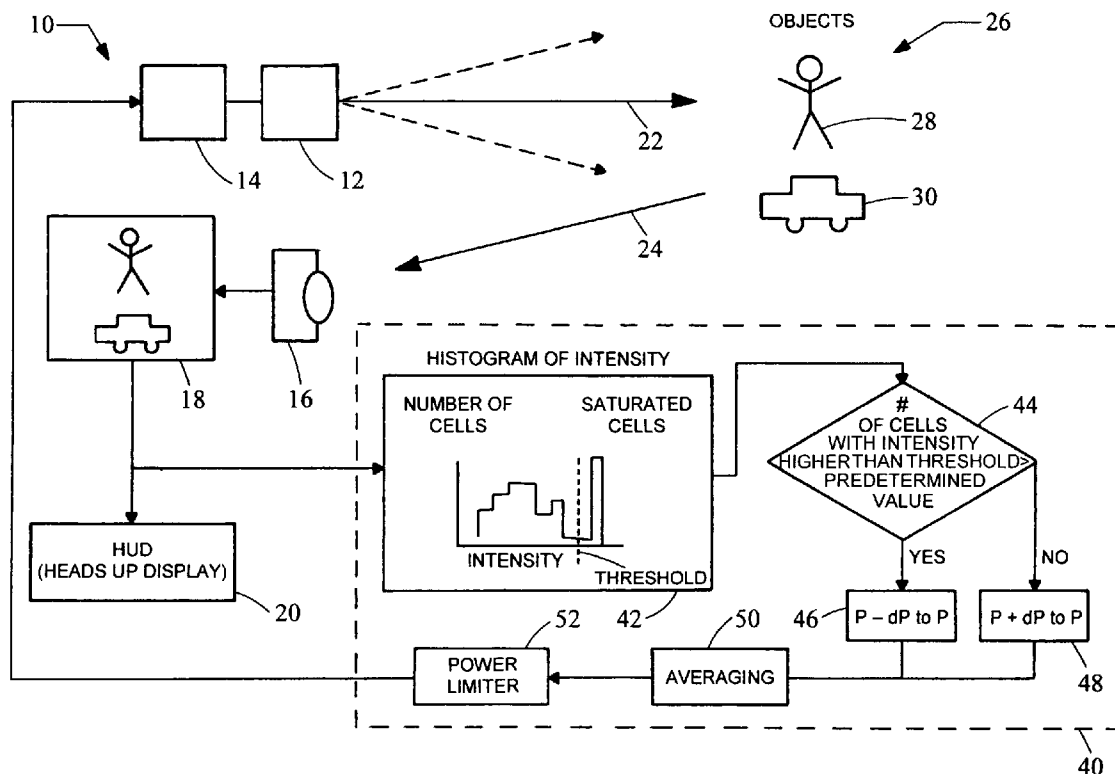 10
OBJECTS
26
14
12
22
28
30
24
18
16
HISTOGRAM OF INTENSITY
NUMBER OF
CELLS
SATURATED
CELLS
INTENSITY
THRESHOLD
42
#
OF CELLS
WITH INTENSITY
HIGHER THAN THRESHOLD>
PREDETERMINED
VALUE
44
YES
NO
HUD
(HEADS UP DISPLAY)
20
46
P – dP to P
P + dP to P
48
52
POWER
LIMITER
50
AVERAGING
40